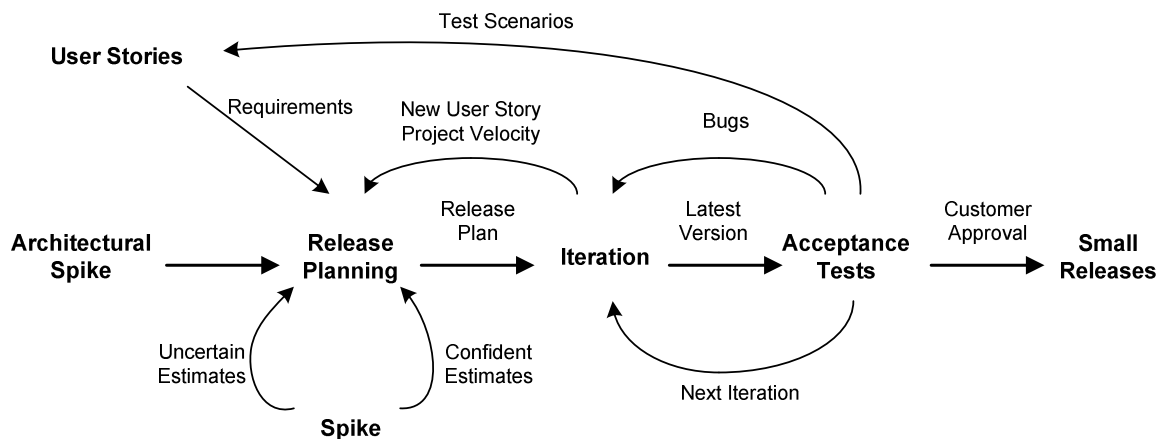 Test Scenarios
User Stories
Requirements
New User Story
Project Velocity
Bugs
Architectural
Spike
Release
Planning
Release
Plan
Iteration
Latest
Version
Acceptance
Tests
Customer
Approval
Small
Releases
Uncertain
Estimates
Confident
Estimates
Next Iteration
Spike